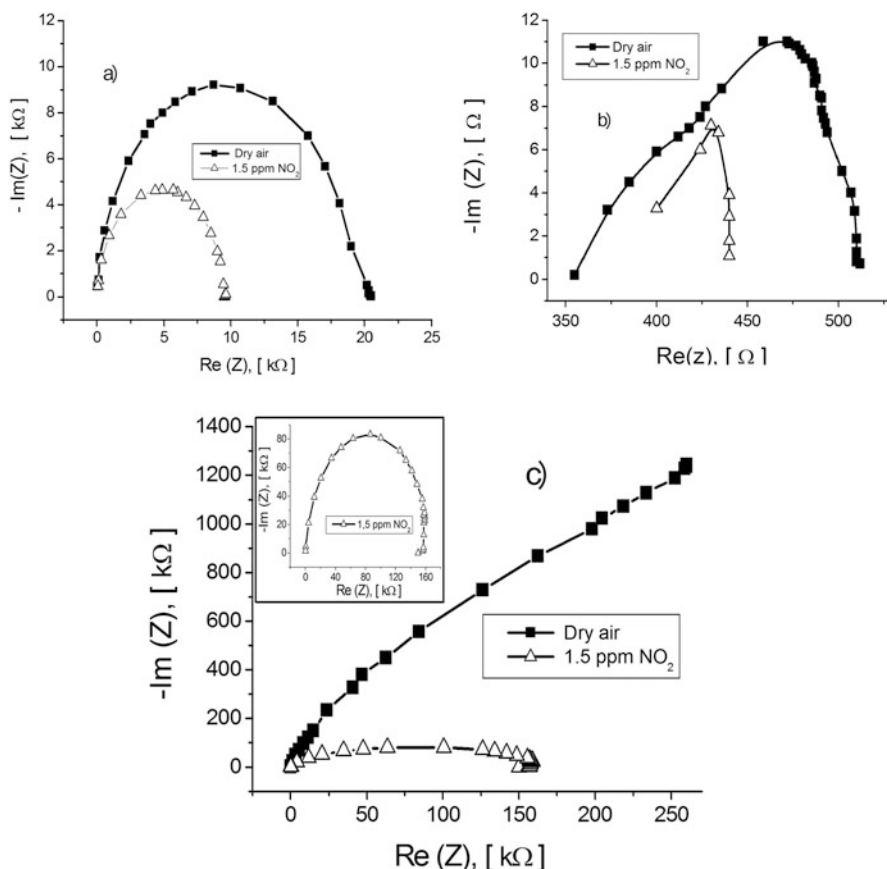 a)
12
10
8
6
4
2
0
- Im(Z), [ kΩ ]
Dry air
1.5 ppm NO₂
0
5
10
15
20
25
Re (Z), [ kΩ ]
b)
12
10
8
6
4
2
0
-Im (Z), [ Ω ]
Dry air
1.5 ppm NO₂
350
400
450
500
Re(z), [ Ω ]
c)
1400
1200
1000
800
600
400
200
0
-Im (Z), [ kΩ ]
80
60
40
20
0
-Im (Z), [ kΩ ]
1,5 ppm NO₂
0
40
80
120
160
Re (Z), [ kΩ ]
Dry air
1.5 ppm NO₂
0
50
100
150
200
250
Re (Z), [ kΩ ]